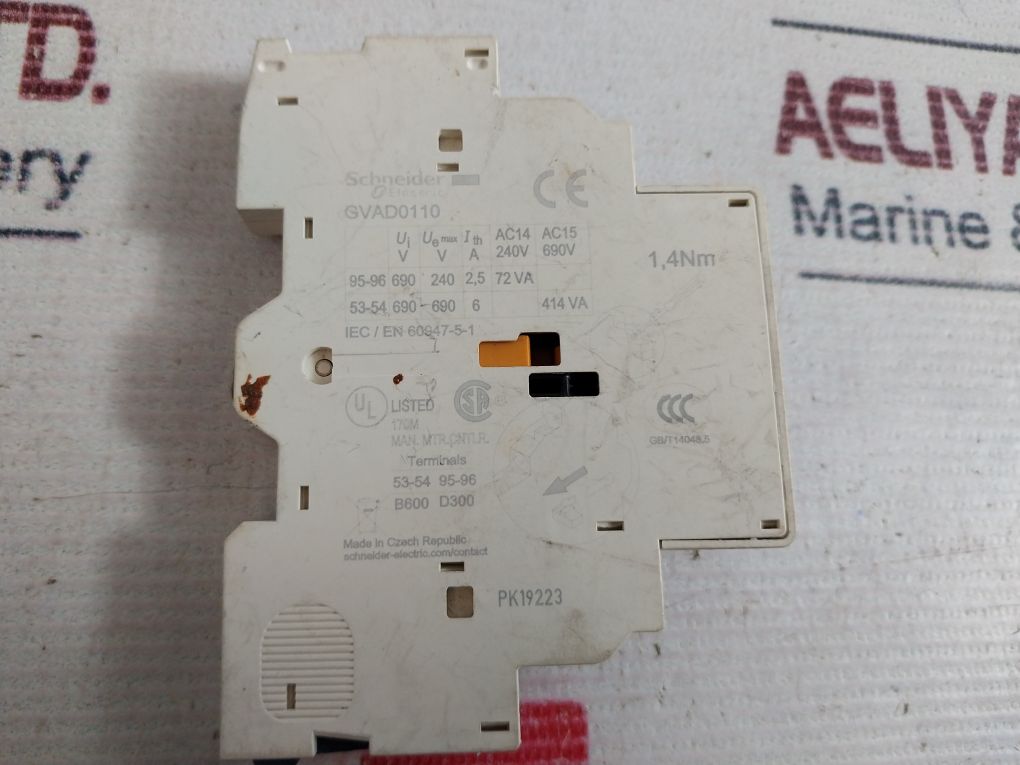 TD.
ery
AELIYA
Marine &
Schneider
Electric
CE
GVAD0110
Ui Ue max Ith AC14 AC15
V V A 240V 690V
95-96 690 240 2,5 72 VA
53-54 690 690 6 414 VA
IEC / EN 60947-5-1
1,4Nm
UL LISTED
170M
MAN. MTR.CNTLR.
Terminals
53-54 95-96
B600 D300
CCC
GB/T14048.5
Made in Czech Republic
schneider-electric.com/contact
PK19223